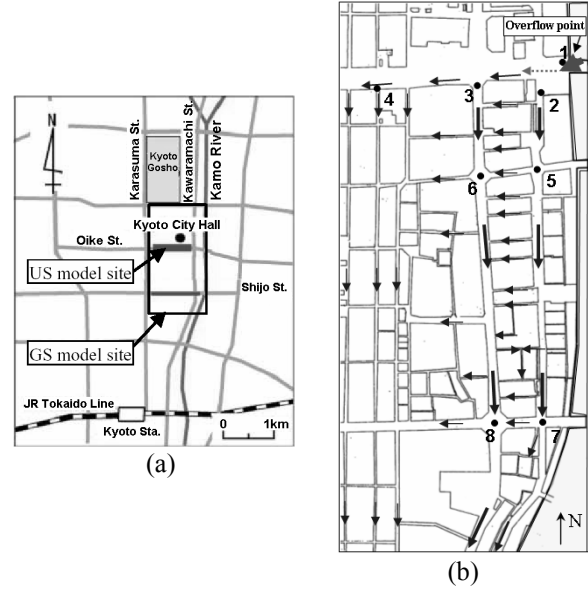 Karasuma St.
Kyoto
Gosho
Kawaramachi St.
Kamo River
N
Kyoto City Hall
Oike St.
US model site
Shijo St.
GS model site
JR Tokaido Line
Kyoto Sta.
0 1km
(a)
Overflow point
1
2
3
4
5
6
7
8
N
(b)